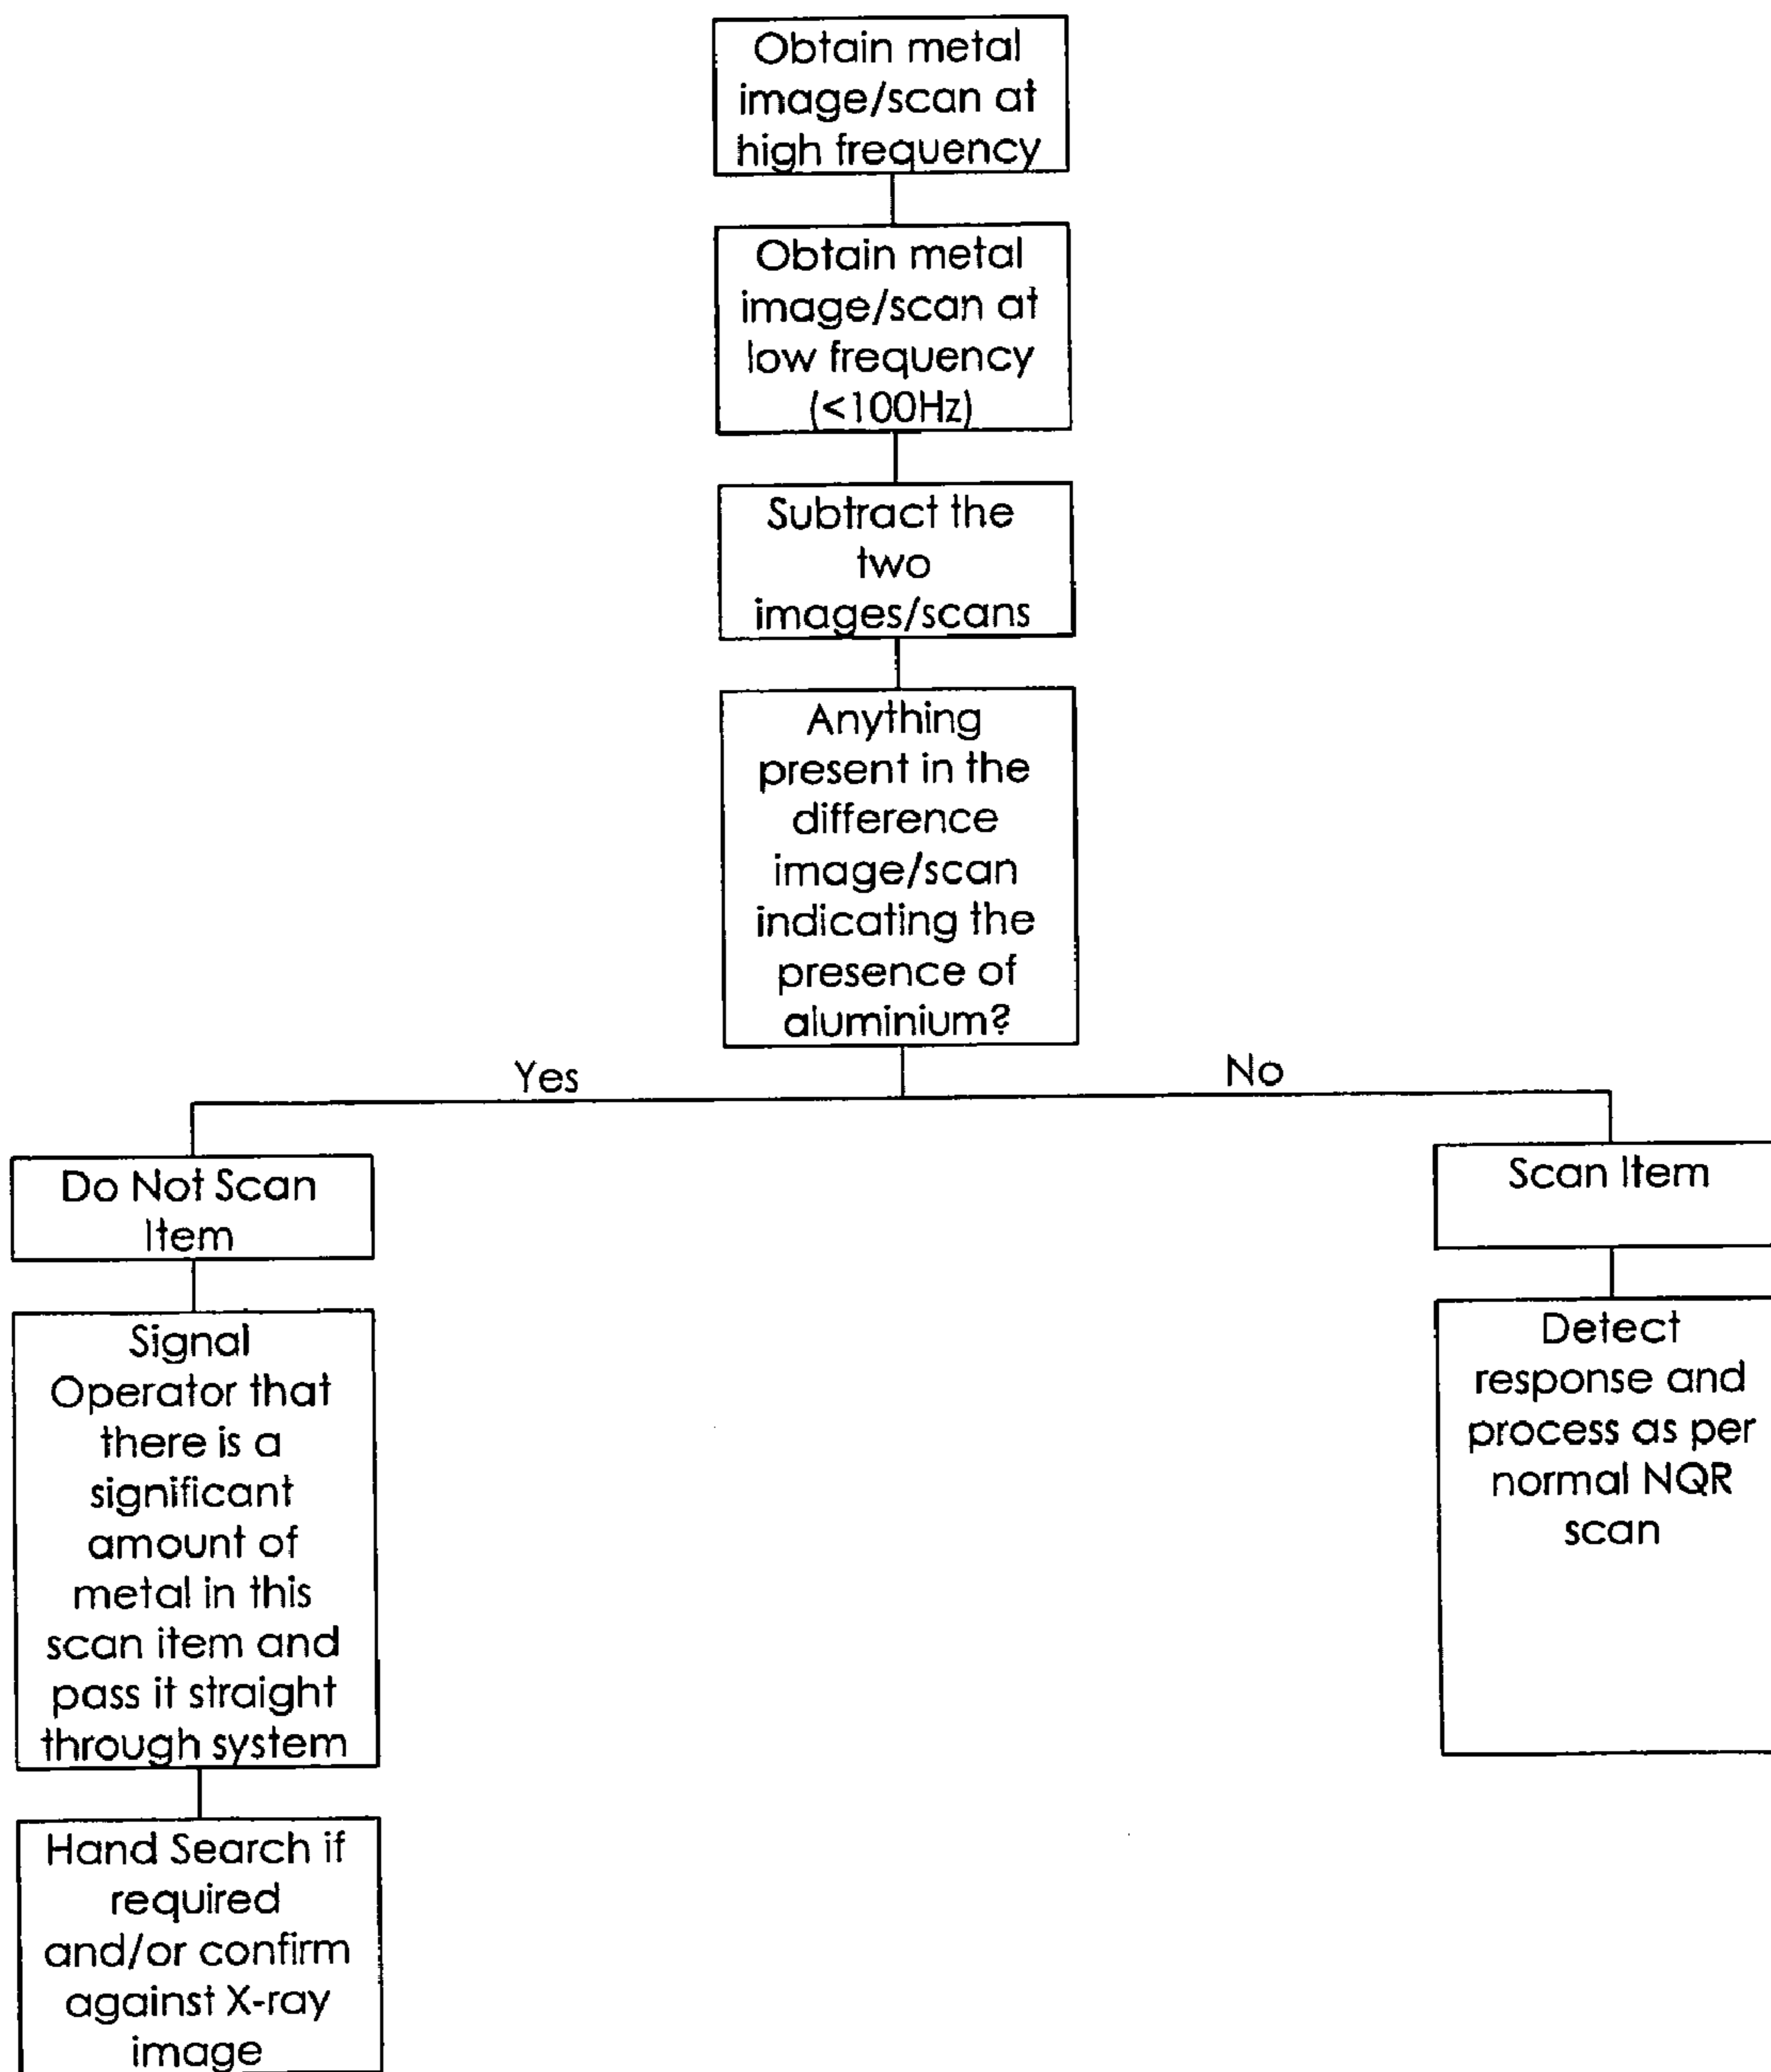 Obtain metal
image/scan at
high frequency
Obtain metal
image/scan at
low frequency
(<100Hz)
Subtract the
two
images/scans
Anything
present in the
difference
image/scan
indicating the
presence of
aluminium?
Yes
No
Do Not Scan
Item
Signal
Operator that
there is a
significant
amount of
metal in this
scan item and
pass it straight
through system
Hand Search if
required
and/or confirm
against X-ray
image
Scan Item
Detect
response and
process as per
normal NQR
scan